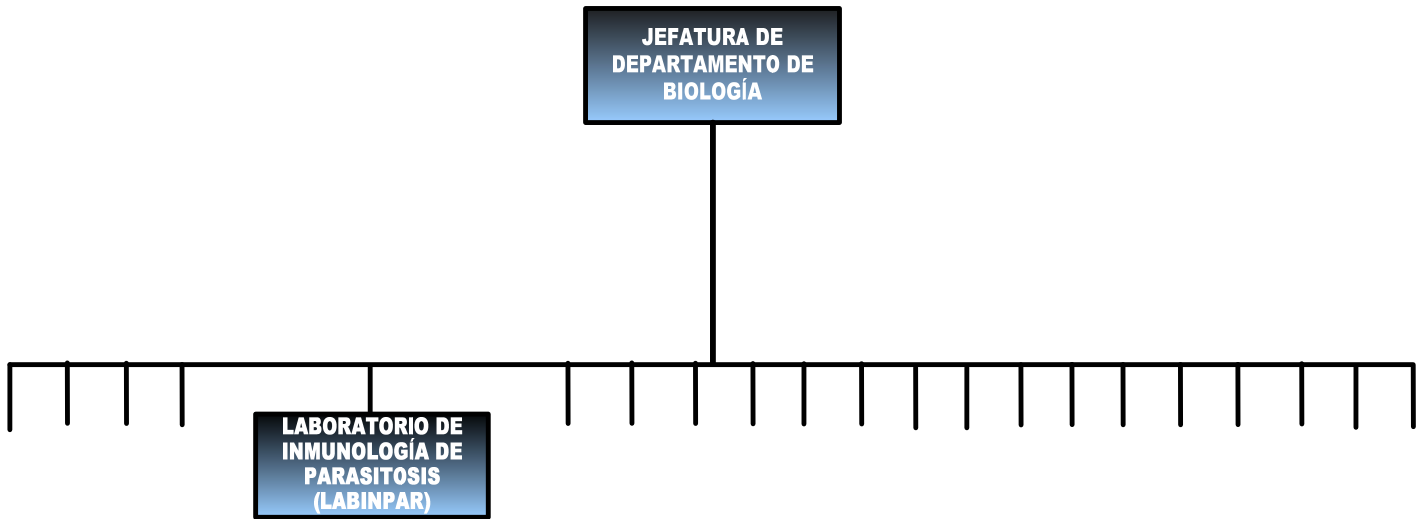 JEFATURA DE
DEPARTAMENTO DE
BIOLOGÍA
LABORATORIO DE
INMUNOLOGÍA DE
PARASITOSIS
(LABINPAR)